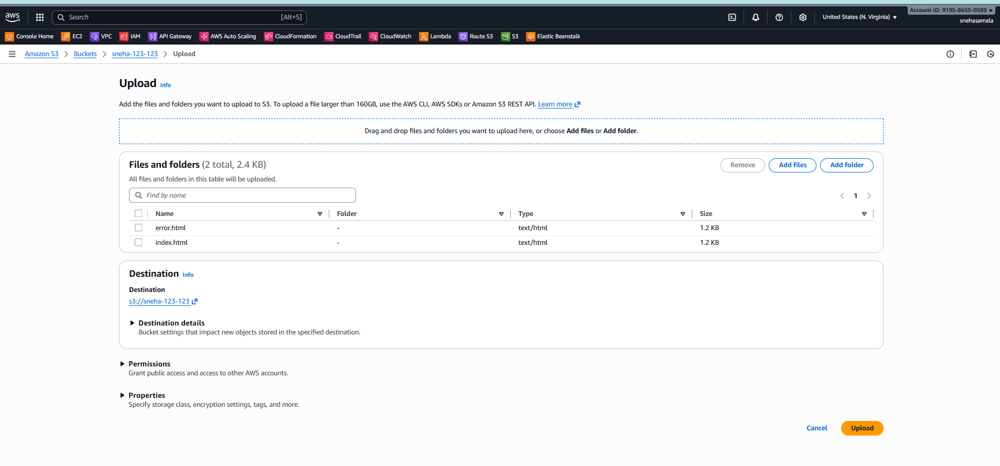 aws
Search [Alt+S]
United States (N. Virginia)
Account ID: 9195-8655-0589
snehasamala
Console Home EC2 VPC IAM API Gateway AWS Auto Scaling CloudFormation CloudTrail CloudWatch Lambda Route 53 S3 Elastic Beanstalk
Amazon S3 Buckets sneha-123-123 Upload
Upload Info
Add the files and folders you want to upload to S3. To upload a file larger than 160GB, use the AWS CLI, AWS SDKs or Amazon S3 REST API. Learn more
Drag and drop files and folders you want to upload here, or choose Add files or Add folder.
Files and folders (2 total, 2.4 KB)
Remove Add files Add folder
All files and folders in this table will be uploaded.
Find by name
1
Name Folder Type Size
error.html - text/html 1.2 KB
index.html - text/html 1.2 KB
Destination Info
Destination
s3://sneha-123-123
Destination details
Bucket settings that impact new objects stored in the specified destination.
Permissions
Grant public access and access to other AWS accounts.
Properties
Specify storage class, encryption settings, tags, and more.
Cancel Upload